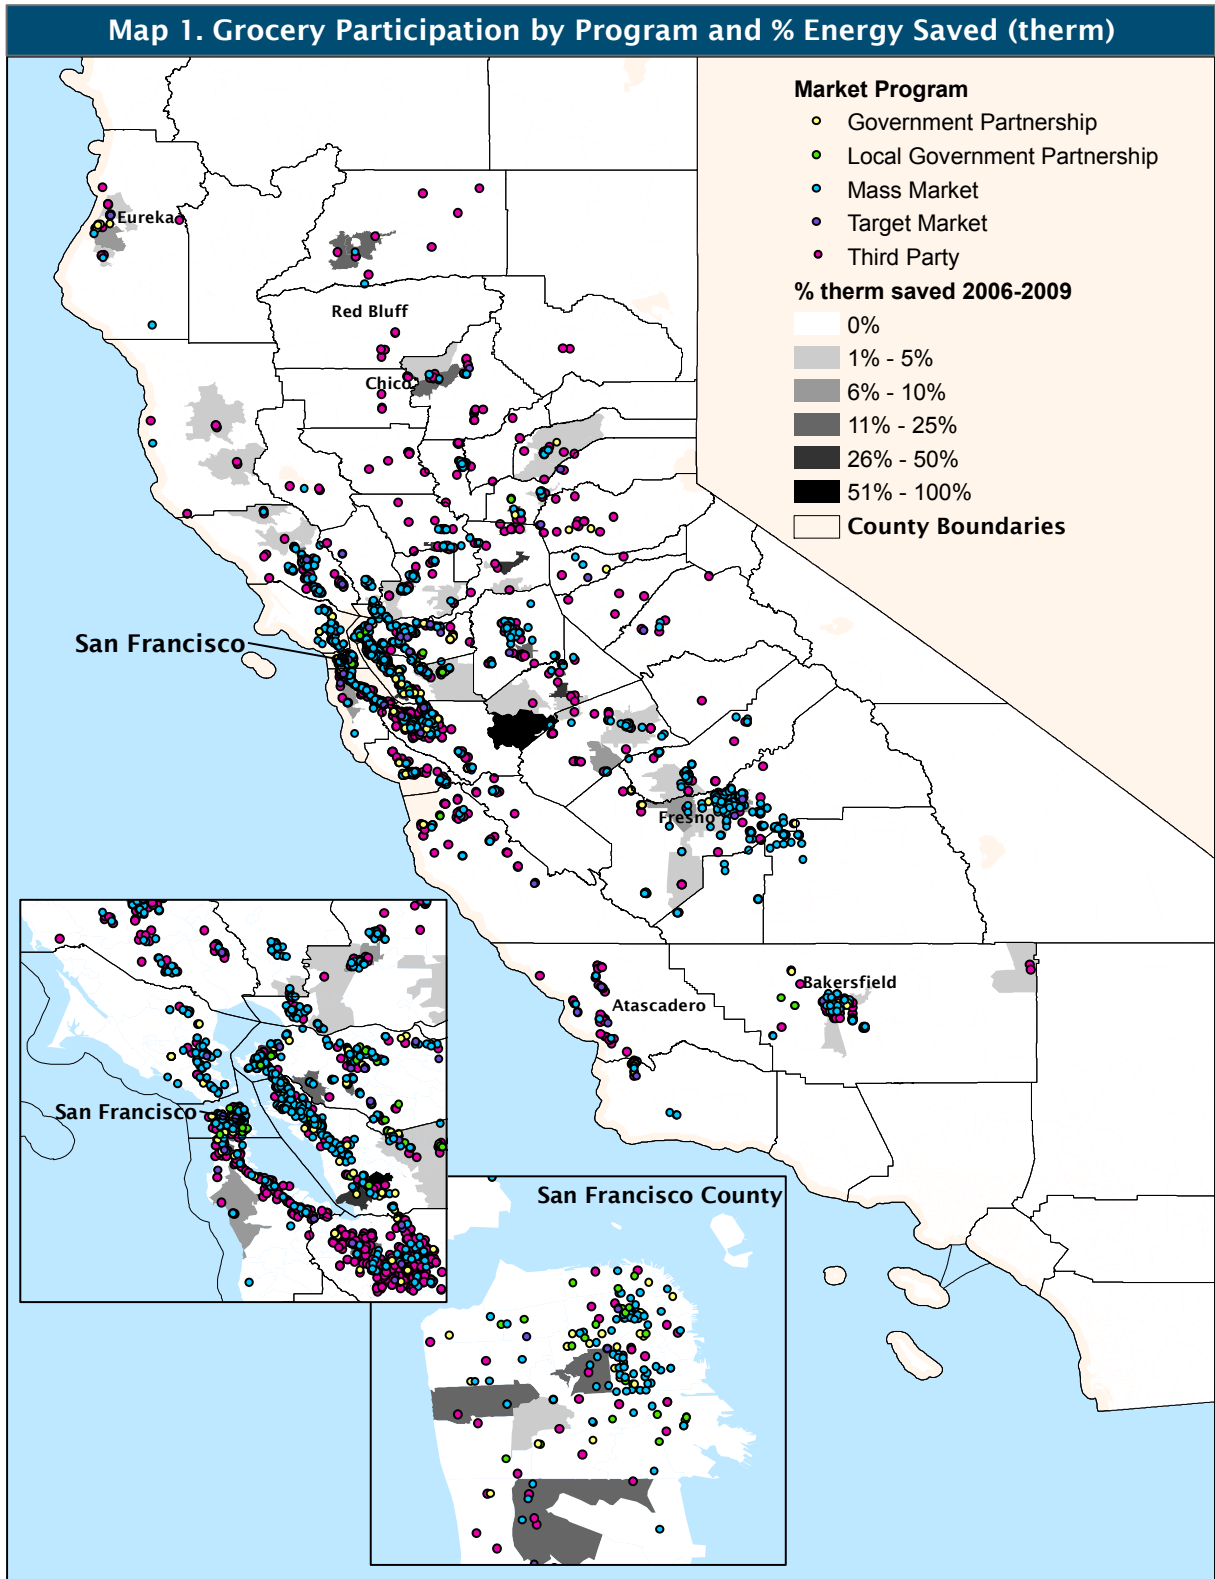 Map 1. Grocery Participation by Program and % Energy Saved (therm)
Market Program
Government Partnership
Local Government Partnership
Mass Market
Target Market
Third Party
% therm saved 2006-2009
0%
1% - 5%
6% - 10%
11% - 25%
26% - 50%
51% - 100%
County Boundaries
Eureka
Red Bluff
Chico
San Francisco
Fresno
Bakersfield
Atascadero
San Francisco
San Francisco County